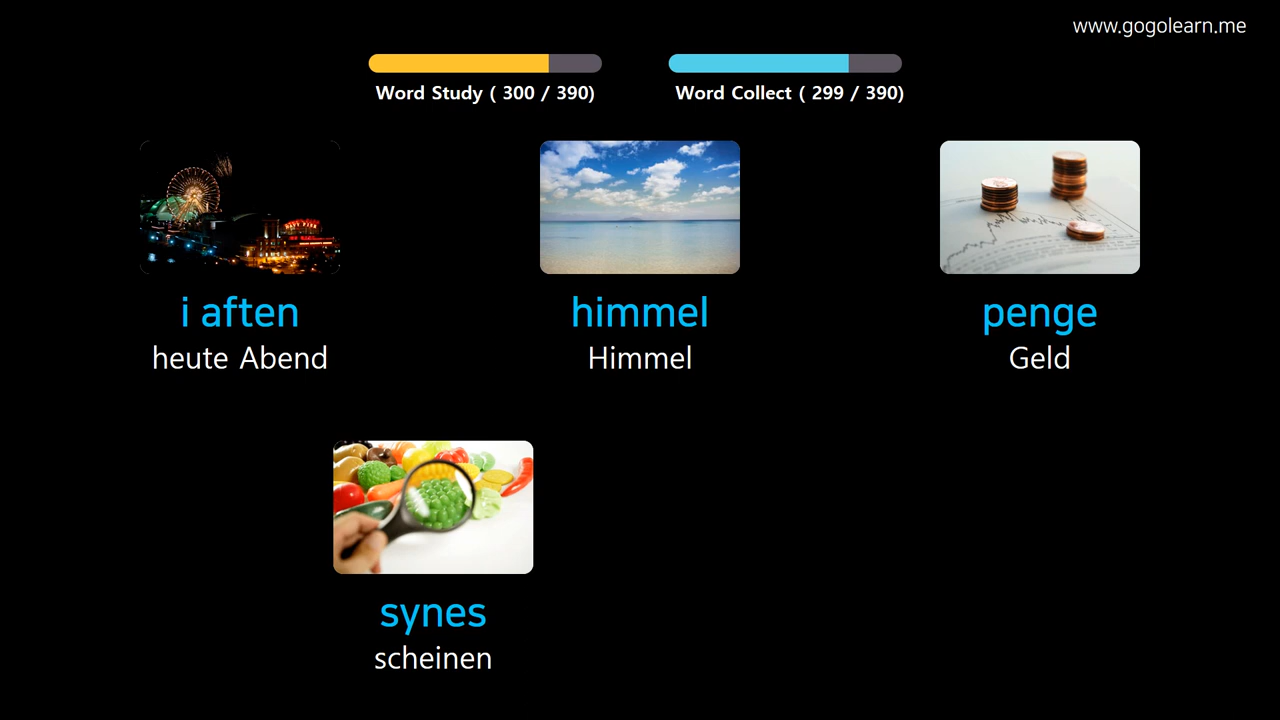 www.gogolearn.me
Word Study ( 300 / 390)
Word Collect ( 299 / 390)
i aften
heute Abend
himmel
Himmel
penge
Geld
synes
scheinen